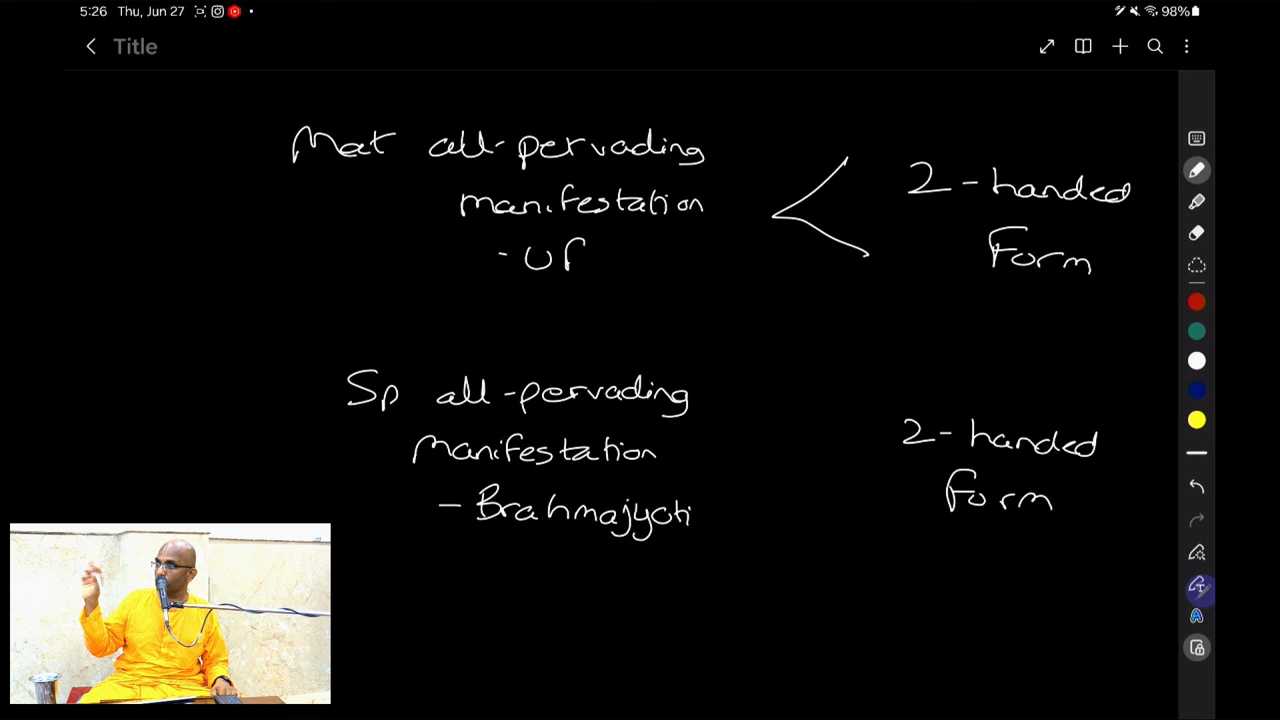 5:26 Thu, Jun 27
98%
Title
Mat all-pervading
manifestation
- UF
<
2-handed
Form
Sp all-pervading
manifestation
- Brahmajyoti
2-handed
Form